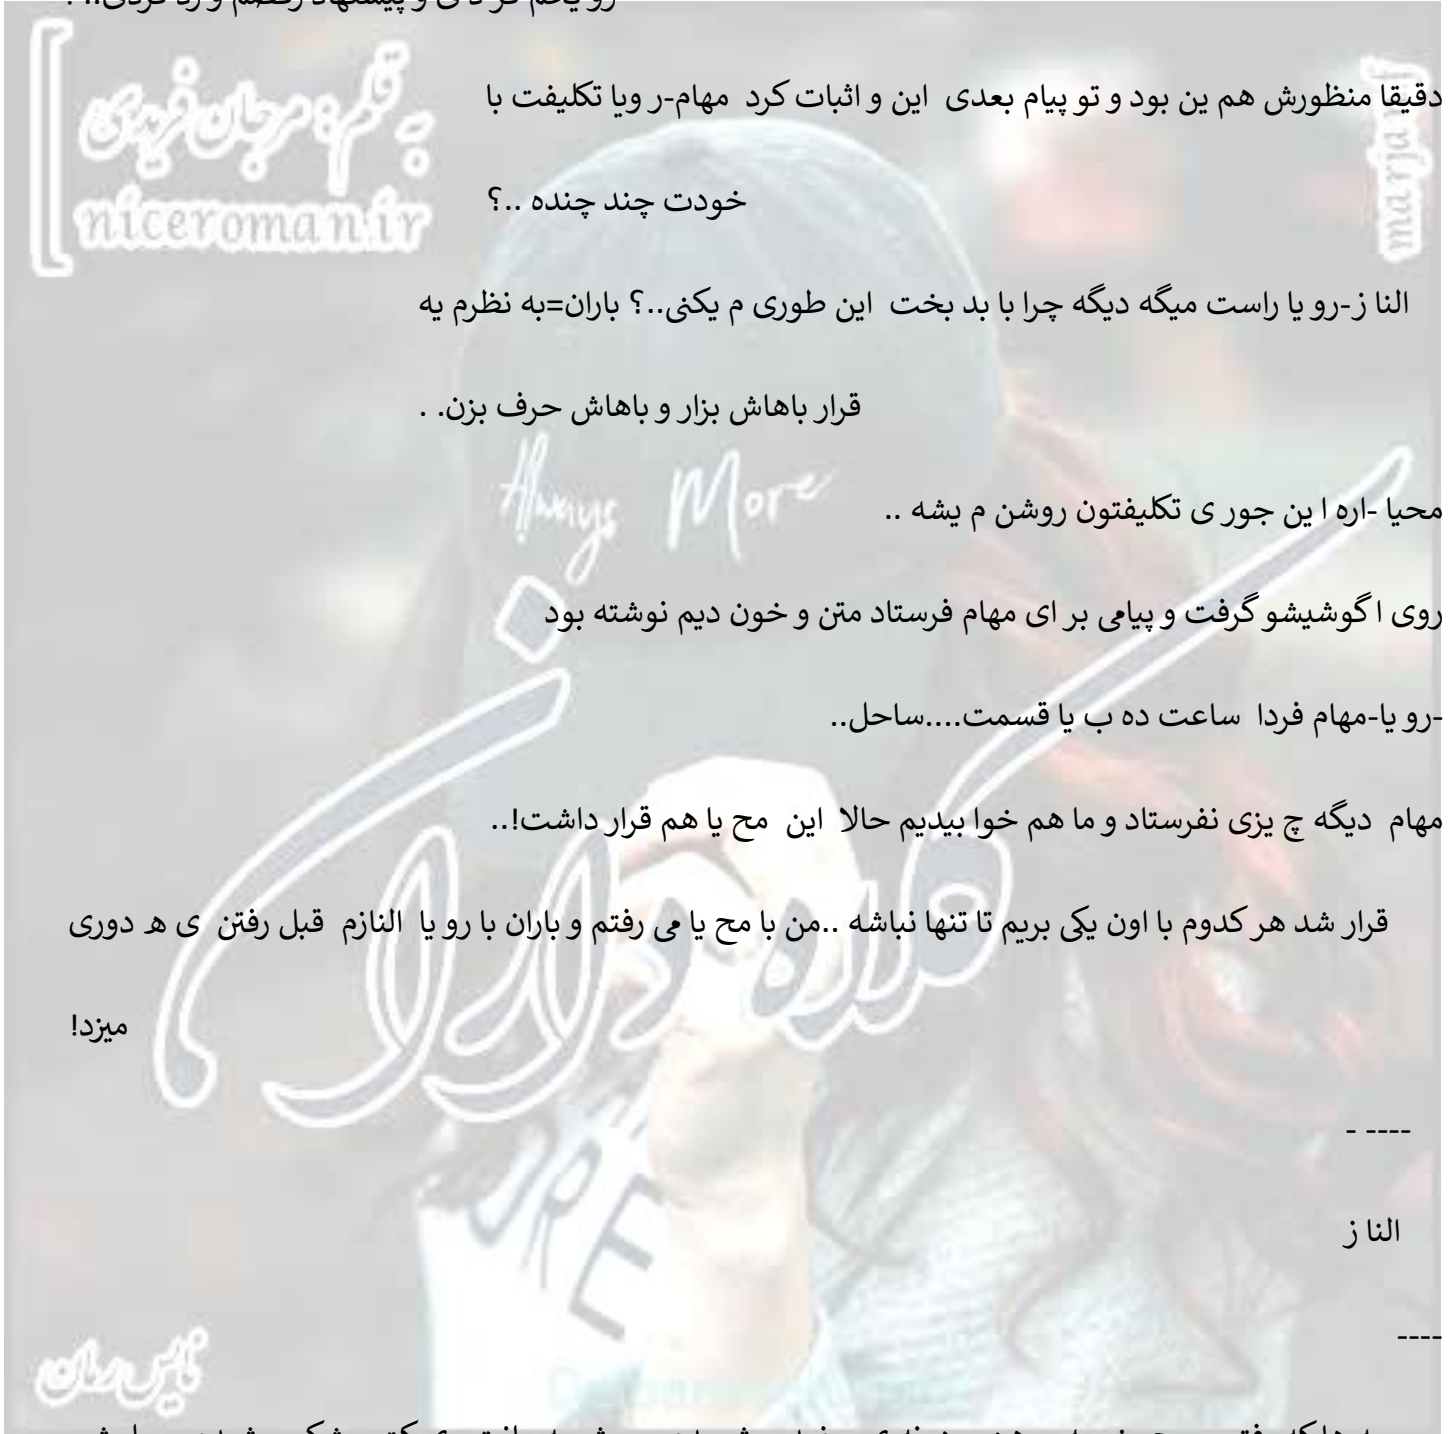 به قلم: مرجان فریدی
niceroman.ir
دقیقا منظورش هم ین بود و تو پیام بعدی این و اثبات کرد مهام-ر ویا تکلیفت با
خودت چند چنده ..؟
النا ز-رو یا راست میگه دیگه چرا با بد بخت این طوری م یکنی..؟ باران=به نظرم یه
قرار باهاش بزار و باهاش حرف بزن. .
Always More
محیا -اره ا ین جور ی تکلیفتون روشن م یشه ..
روی ا گوشیشو گرفت و پیامی بر ای مهام فرستاد متن و خون دیم نوشته بود
-رو یا-مهام فردا ساعت ده ب یا قسمت....ساحل..
مهام دیگه چ یزی نفرستاد و ما هم خوا بیدیم حالا این مح یا هم قرار داشت!..
قرار شد هر کدوم با اون یکی بریم تا تنها نباشه ..من با مح یا می رفتم و باران با رو یا النازم قبل رفتن ی ه دوری
میزد!
---- -
النا ز
----
نایس رمان